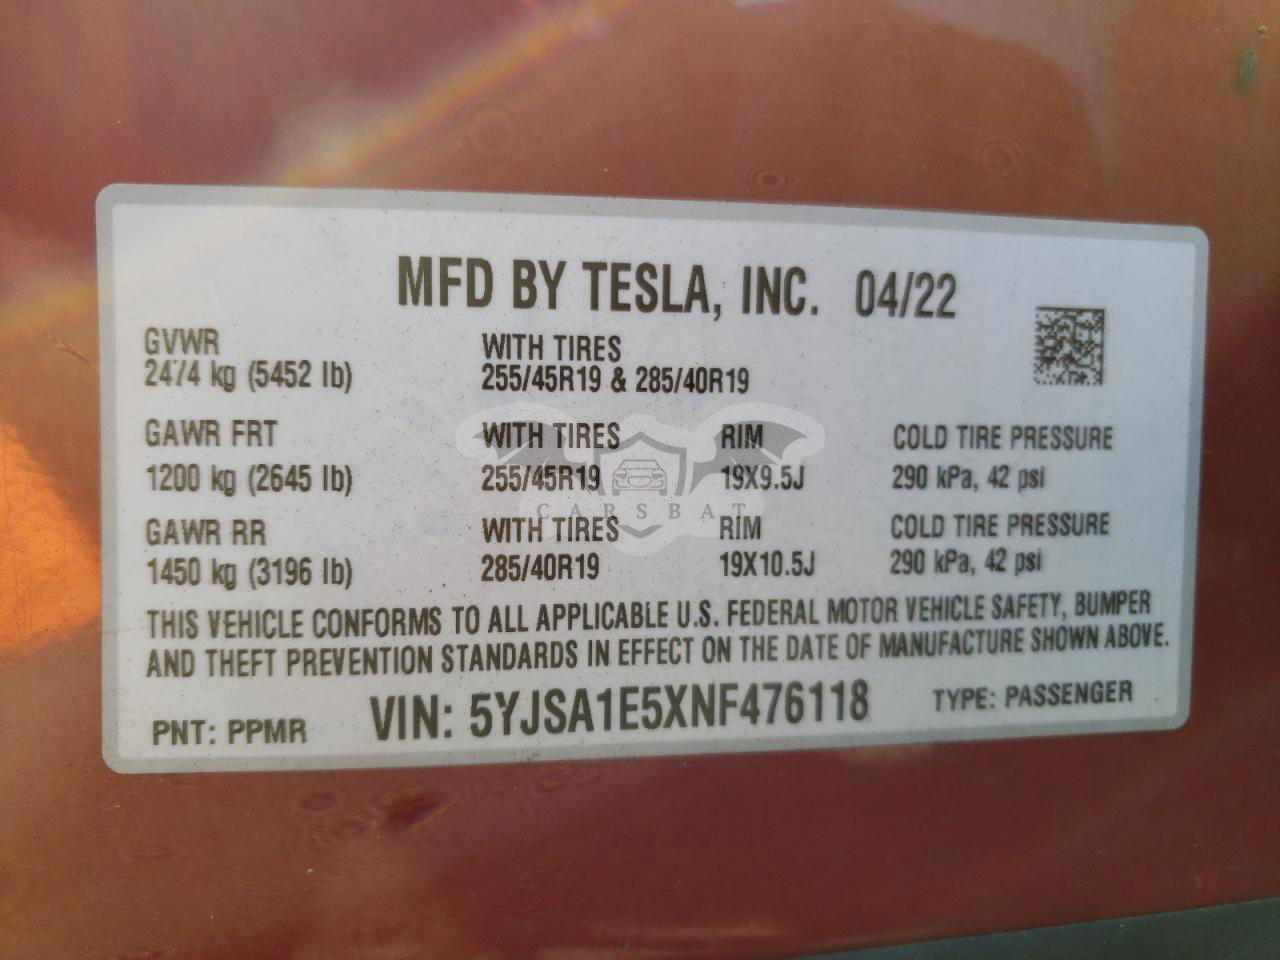 MFD BY TESLA, INC. 04/22
GVWR WITH TIRES
2474 kg (5452 lb) 255/45R19 & 285/40R19
GAWR FRT WITH TIRES RIM COLD TIRE PRESSURE
1200 kg (2645 lb) 255/45R19 19X9.5J 290 kPa, 42 psi
CARSBAT
GAWR RR WITH TIRES RIM COLD TIRE PRESSURE
1450 kg (3196 lb) 285/40R19 19X10.5J 290 kPa, 42 psi
THIS VEHICLE CONFORMS TO ALL APPLICABLE U.S. FEDERAL MOTOR VEHICLE SAFETY, BUMPER
AND THEFT PREVENTION STANDARDS IN EFFECT ON THE DATE OF MANUFACTURE SHOWN ABOVE.
PNT: PPMR VIN: 5YJSA1E5XNF476118 TYPE: PASSENGER